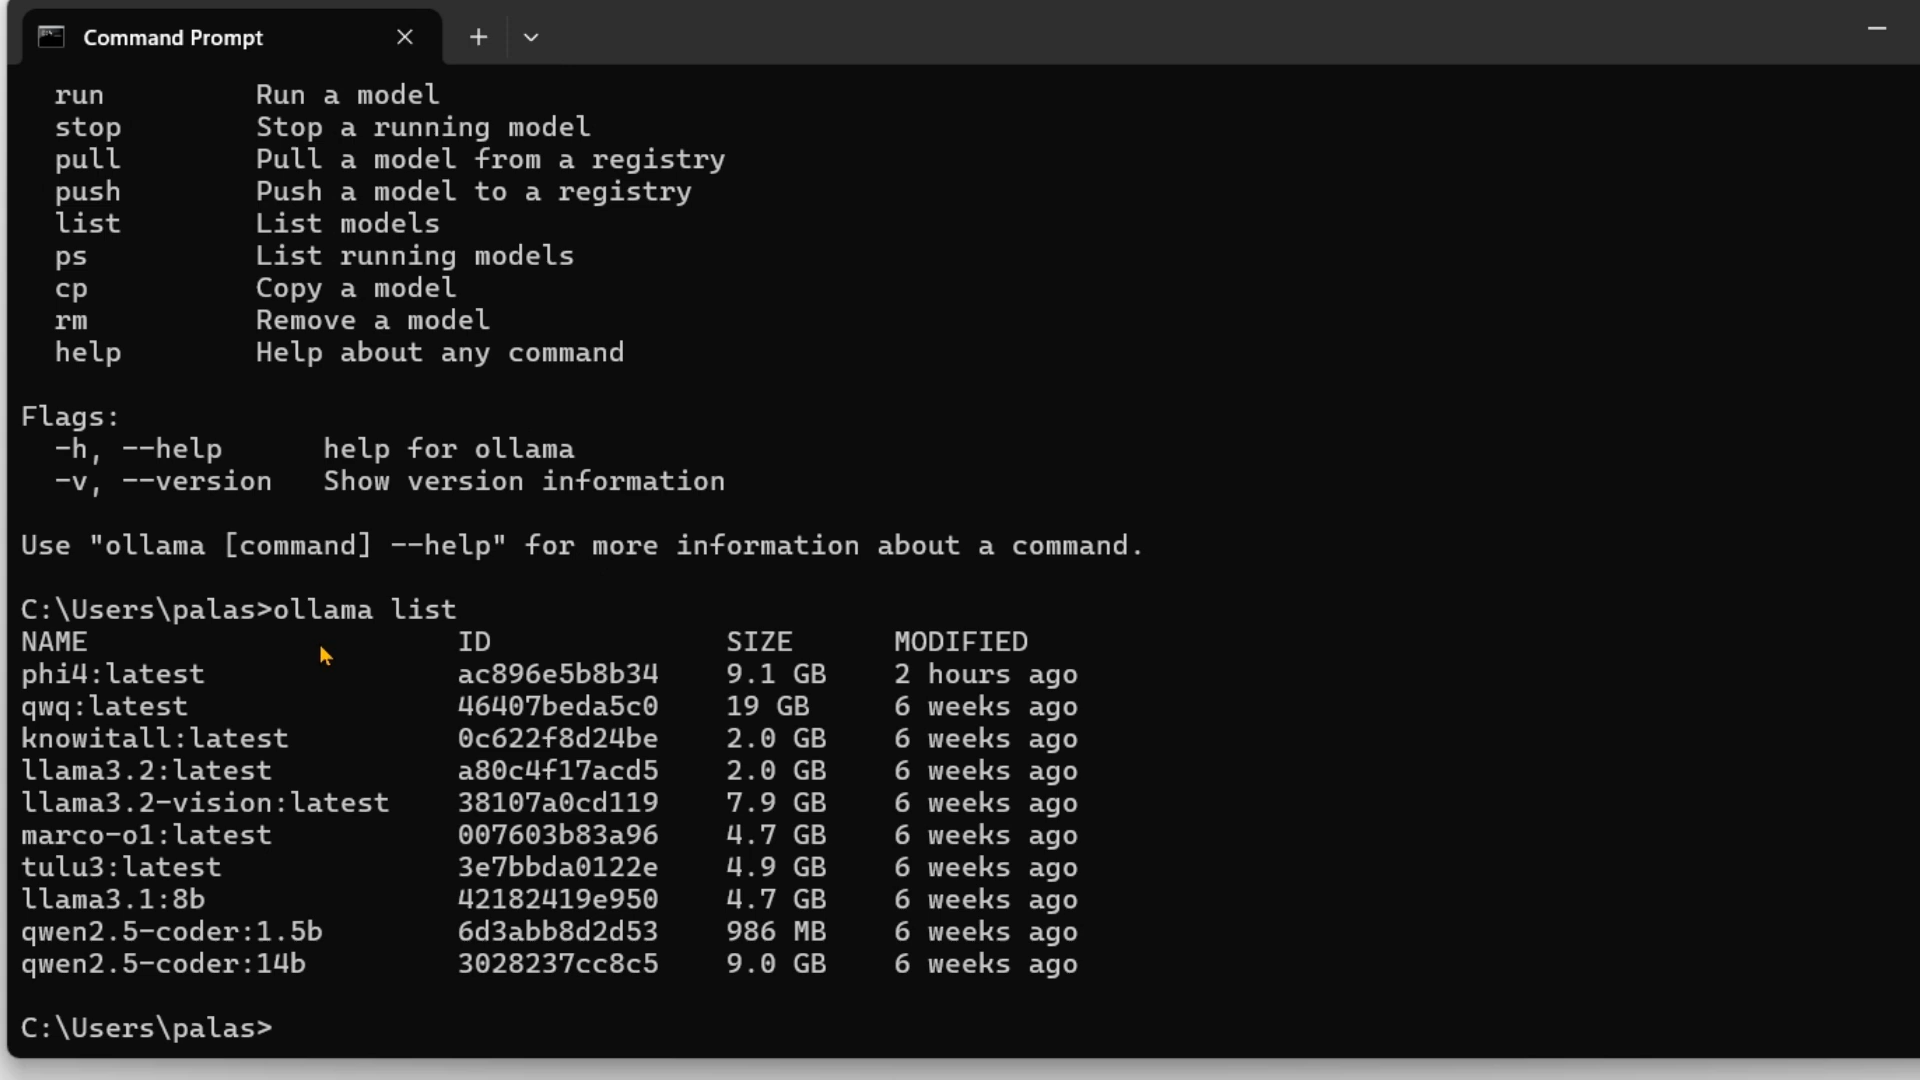 Command Prompt
run Run a model
stop Stop a running model
pull Pull a model from a registry
push Push a model to a registry
list List models
ps List running models
cp Copy a model
rm Remove a model
help Help about any command
Flags:
-h, --help help for ollama
-v, --version Show version information
Use "ollama [command] --help" for more information about a command.
C:\Users\palas>ollama list
NAME ID SIZE MODIFIED
phi4:latest ac896e5b8b34 9.1 GB 2 hours ago
qwq:latest 46407beda5c0 19 GB 6 weeks ago
knowitall:latest 0c622f8d24be 2.0 GB 6 weeks ago
llama3.2:latest a80c4f17acd5 2.0 GB 6 weeks ago
llama3.2-vision:latest 38107a0cd119 7.9 GB 6 weeks ago
marco-o1:latest 007603b83a96 4.7 GB 6 weeks ago
tulu3:latest 3e7bbda0122e 4.9 GB 6 weeks ago
llama3.1:8b 42182419e950 4.7 GB 6 weeks ago
qwen2.5-coder:1.5b 6d3abb8d2d53 986 MB 6 weeks ago
qwen2.5-coder:14b 3028237cc8c5 9.0 GB 6 weeks ago
C:\Users\palas>